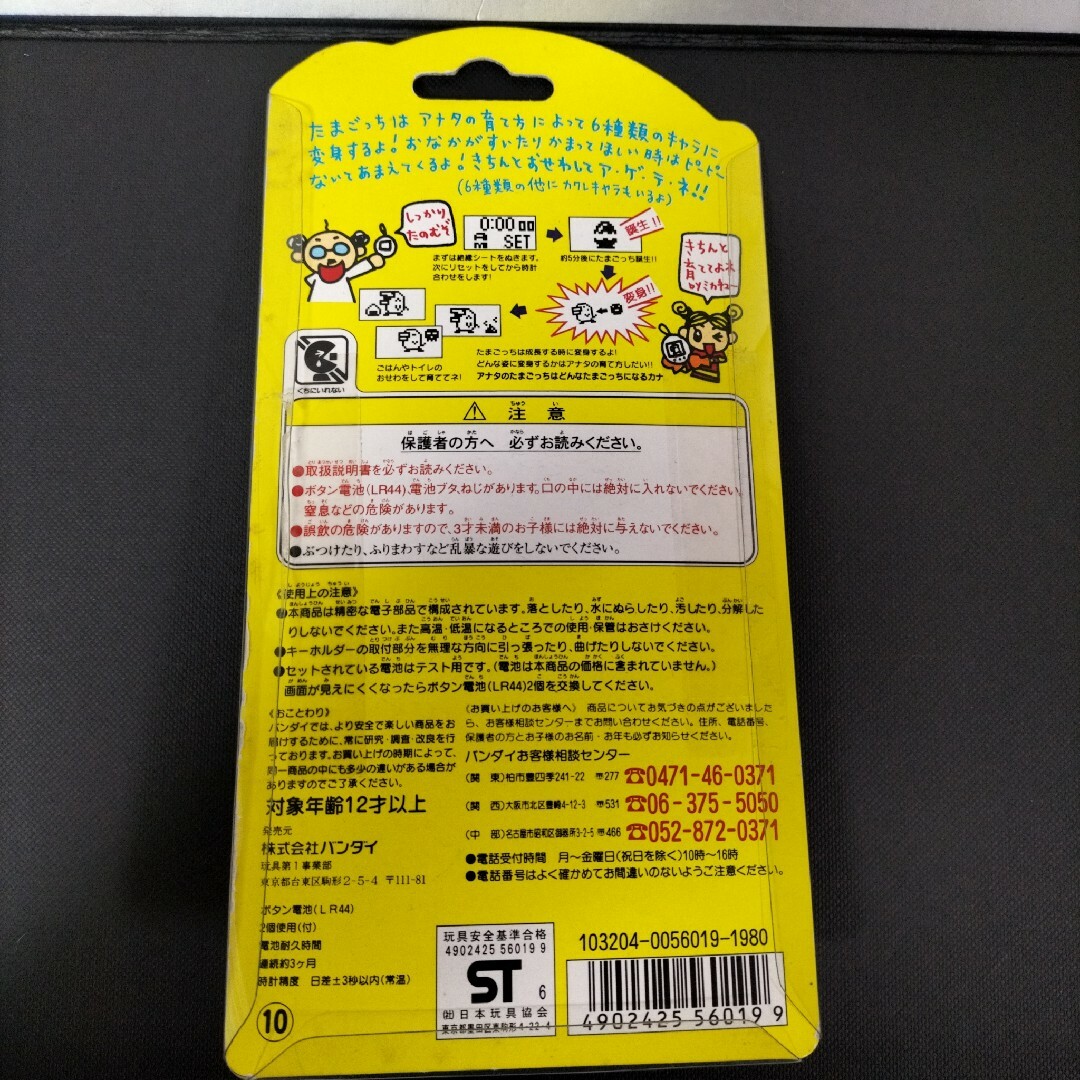 たまごっちは アナタの育て方によって6種類のキャラに
変身するよ!おなかがすいたりかまってほしい時はピーピー
ないてあまえてくるよ!きちんとおせわしてア・ゲ・テ・ネ!!
(6種類の他にカクレキャラもいるよ)
しっかり
たのむぞ
0:00 00
AM SET
まずは絶縁シートをぬきます。
次にリセットをしてから時計
合わせをします!
誕生!!
約5分後にたまごっち誕生!!
きちんと
育ててよネ
byミカチュー
変身!!
たまごっちは成長する時に変身するよ!
どんな姿に変身するかはアナタの育て方しだい!!
アナタのたまごっちはどんなたまごっちになるカナ
ごはんやトイレの
おせわをして育ててネ!
くちにいれない
⚠ 注意
保護者の方へ 必ずお読みください。
●取扱説明書を必ずお読みください。
●ボタン電池(LR44)、電池ブタ、ねじがあります。口の中には絶対に入れないでください。
窒息などの危険があります。
●誤飲の危険がありますので、3才未満のお子様には絶対に与えないでください。
●ぶつけたり、ふりまわすなど乱暴な遊びをしないでください。
《使用上の注意》
●本商品は精密な電子部品で構成されています。落としたり、水にぬらしたり、汚したり、分解した
りしないでください。また高温・低温になるところでの使用・保管はおさけください。
●キーホルダーの取付部分を無理な方向に引っ張ったり、曲げたりしないでください。
●セットされている電池はテスト用です。(電池は本商品の価格に含まれていません。)
画面が見えにくくなったらボタン電池(LR44)2個を交換してください。
《おことわり》
バンダイでは、より安全で楽しい商品をお
届けするために、常に研究・調査・改良を行
っております。お買い上げの時期によって、
同一商品の中にも多少の違いがある場合が
ありますのでご了承ください。
対象年齢12才以上
発売元
株式会社バンダイ
玩具第1事業部
東京都台東区駒形2-5-4 〒111-81
《お買い上げのお客様へ》 商品についてお気づきの点がございました
ら、お客様相談センターまでお問い合わせください。住所、電話番号、
保護者の方とお子様のお名前・お年も必ずお知らせください。
バンダイお客様相談センター
(関 東)柏市豊四季241-22 〒277 ☎0471-46-0371
(関 西)大阪市北区豊崎4-12-3 〒531 ☎06-375-5050
(中 部)名古屋市昭和区御器所3-2-5 〒466 ☎052-872-0371
●電話受付時間 月〜金曜日(祝日を除く)10時〜16時
●電話番号はよく確かめてお間違いのないようご注意ください。
ボタン電池(LR44)
2個使用(付)
電池耐久時間
連続約3ヶ月
時計精度 日差±3秒以内(常温)
⑩
玩具安全基準合格
4902425 56019 9
ST 6
(社)日本玩具協会
東京都墨田区東駒形4-22-4
103204-0056019-1980
4902425 560199